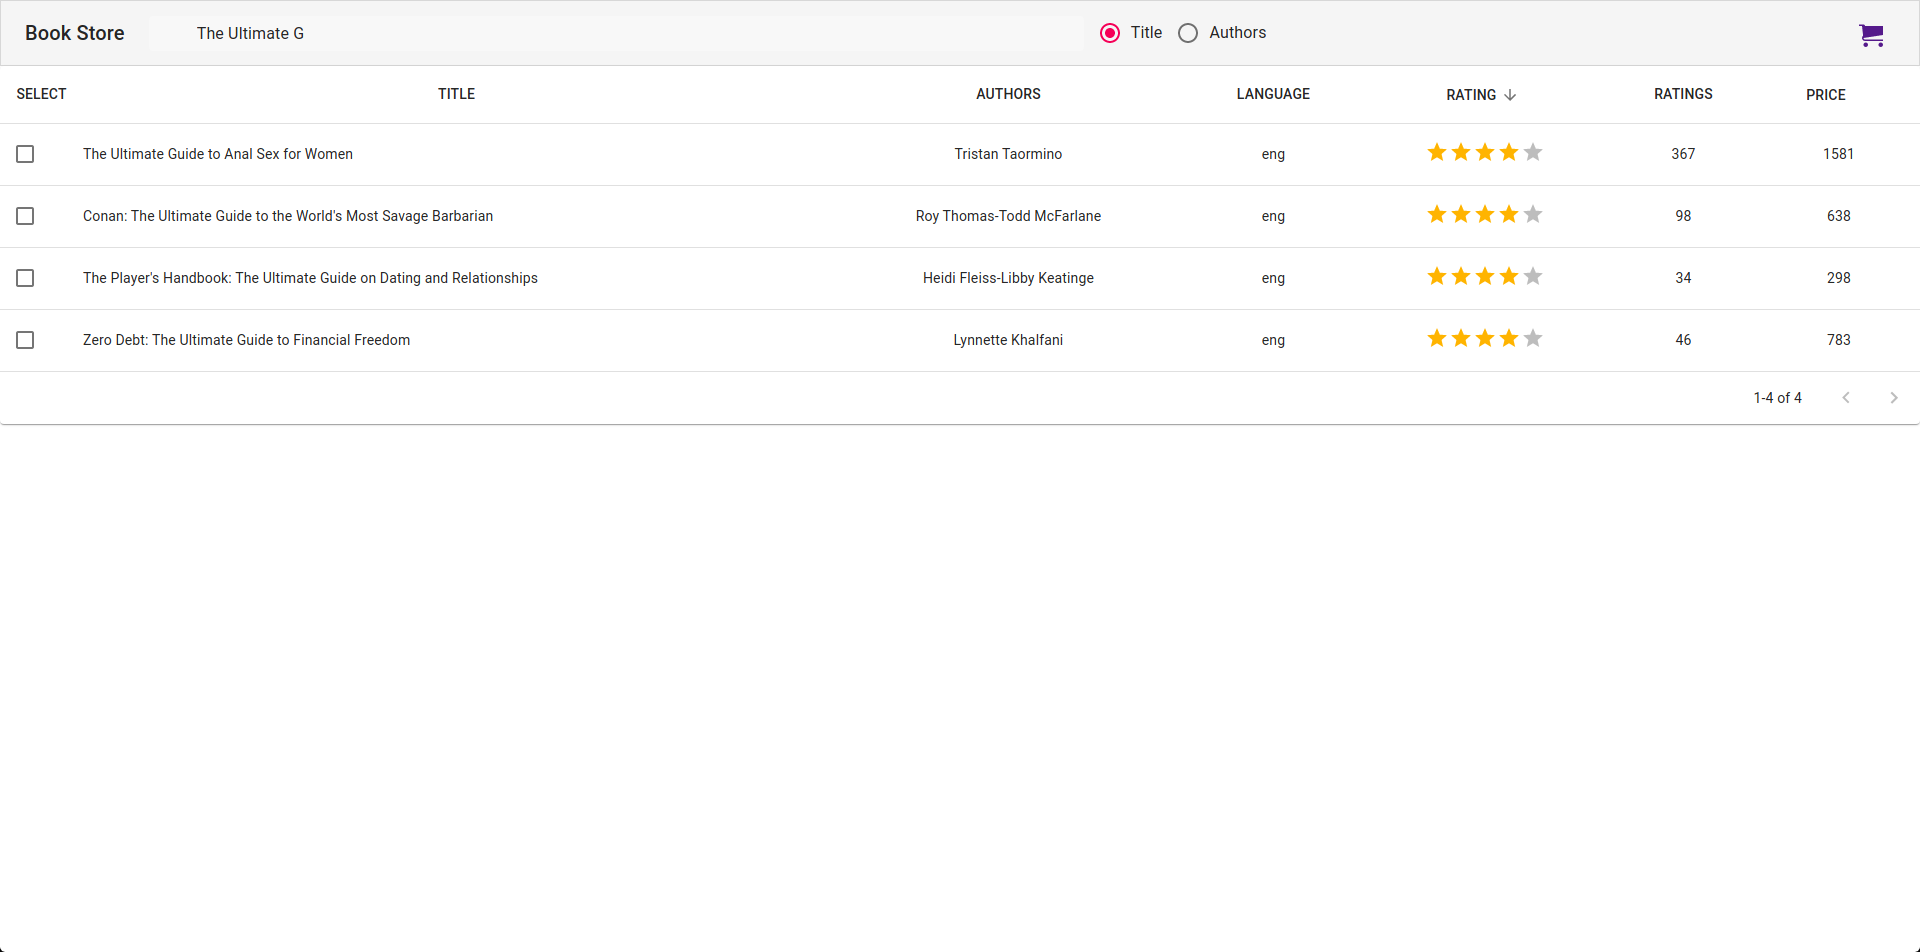 Book Store The Ultimate G Title Authors
SELECT TITLE AUTHORS LANGUAGE RATING RATINGS PRICE
The Ultimate Guide to Anal Sex for Women Tristan Taormino eng 367 1581
Conan: The Ultimate Guide to the World's Most Savage Barbarian Roy Thomas-Todd McFarlane eng 98 638
The Player's Handbook: The Ultimate Guide on Dating and Relationships Heidi Fleiss-Libby Keatinge eng 34 298
Zero Debt: The Ultimate Guide to Financial Freedom Lynnette Khalfani eng 46 783
1-4 of 4